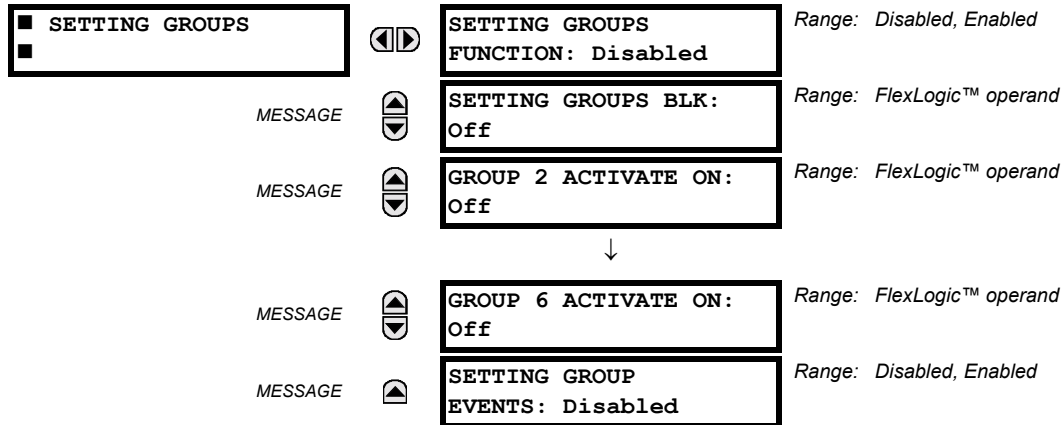 ■ SETTING GROUPS
■
SETTING GROUPS
FUNCTION: Disabled
Range: Disabled, Enabled
MESSAGE
SETTING GROUPS BLK:
Off
Range: FlexLogic™ operand
MESSAGE
GROUP 2 ACTIVATE ON:
Off
Range: FlexLogic™ operand
↓
MESSAGE
GROUP 6 ACTIVATE ON:
Off
Range: FlexLogic™ operand
MESSAGE
SETTING GROUP
EVENTS: Disabled
Range: Disabled, Enabled